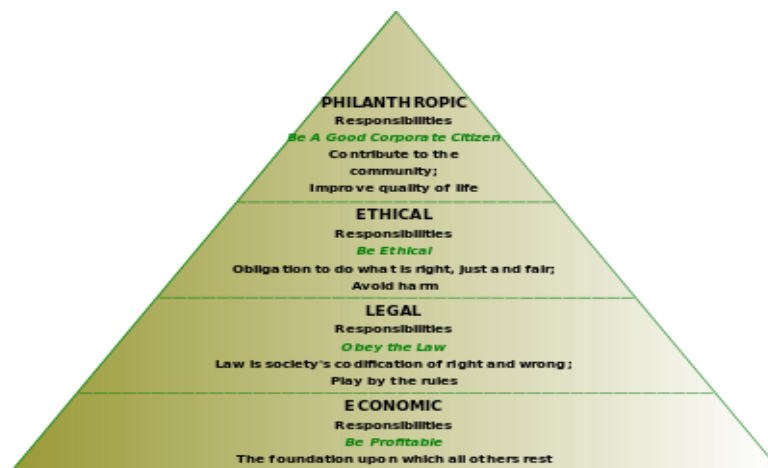 PHILANTHROPIC
Responsibilities
Be A Good Corporate Citizen
Contribute to the
community;
Improve quality of life
ETHICAL
Responsibilities
Be Ethical
Obligation to do what is right, just and fair;
Avoid harm
LEGAL
Responsibilities
Obey the Law
Law is society's codification of right and wrong;
Play by the rules
ECONOMIC
Responsibilities
Be Profitable
The foundation upon which all others rest